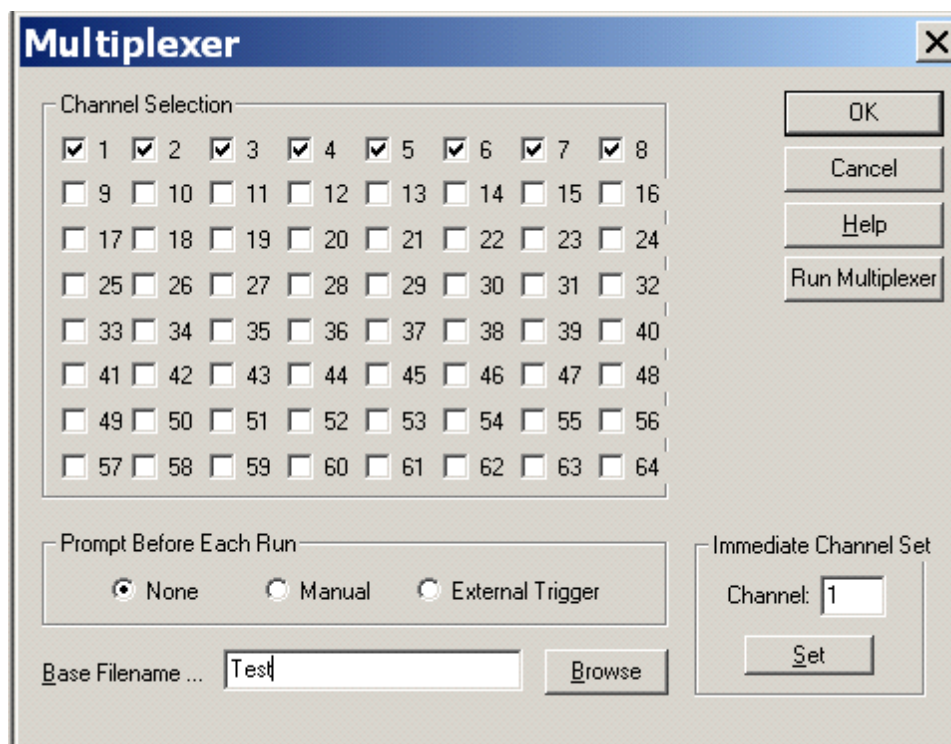 Multiplexer
Channel Selection
1 2 3 4 5 6 7 8
9 10 11 12 13 14 15 16
17 18 19 20 21 22 23 24
25 26 27 28 29 30 31 32
33 34 35 36 37 38 39 40
41 42 43 44 45 46 47 48
49 50 51 52 53 54 55 56
57 58 59 60 61 62 63 64
OK
Cancel
Help
Run Multiplexer
Prompt Before Each Run
None Manual External Trigger
Immediate Channel Set
Channel: 1
Set
Base Filename ... Test Browse